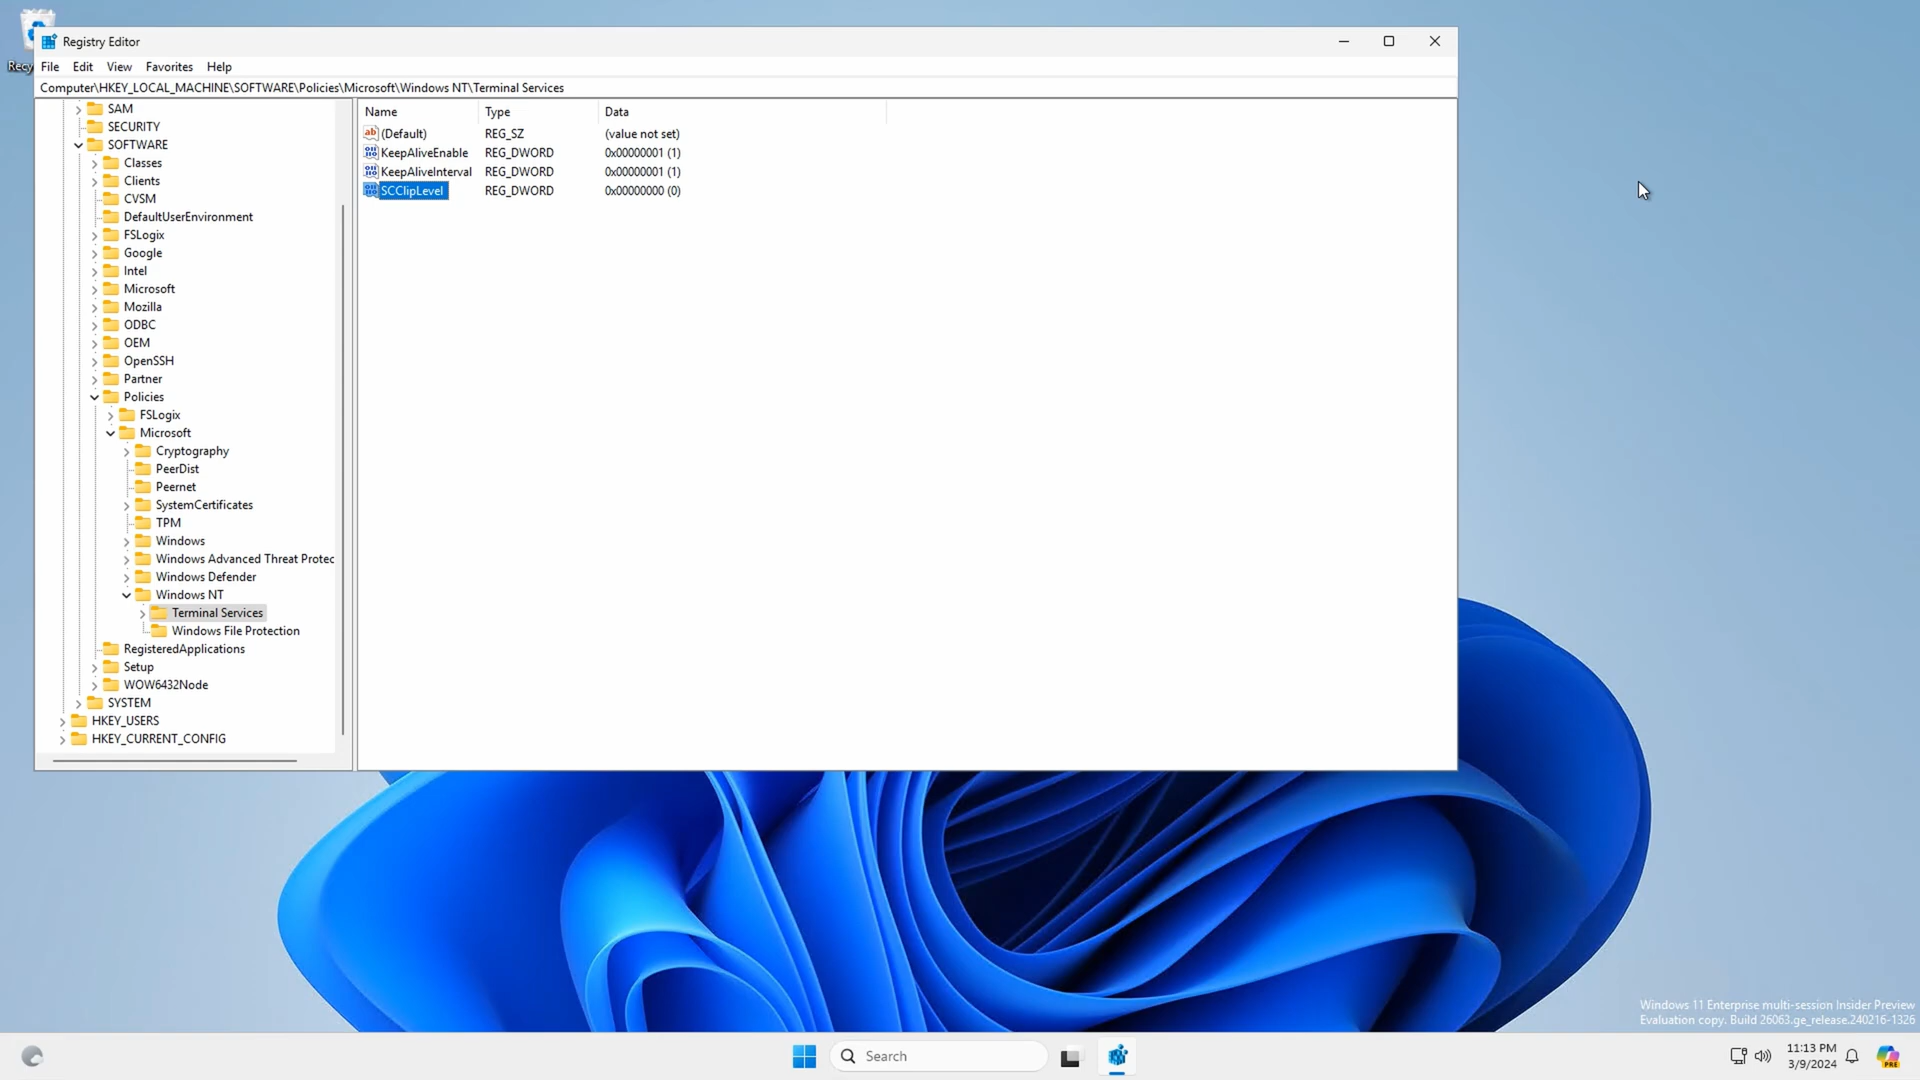 Recy
Registry Editor
File Edit View Favorites Help
Computer\HKEY_LOCAL_MACHINE\SOFTWARE\Policies\Microsoft\Windows NT\Terminal Services
SAM
SECURITY
SOFTWARE
Classes
Clients
CVSM
DefaultUserEnvironment
FSLogix
Google
Intel
Microsoft
Mozilla
ODBC
OEM
OpenSSH
Partner
Policies
FSLogix
Microsoft
Cryptography
PeerDist
Peernet
SystemCertificates
TPM
Windows
Windows Advanced Threat Protec
Windows Defender
Windows NT
Terminal Services
Windows File Protection
RegisteredApplications
Setup
WOW6432Node
SYSTEM
HKEY_USERS
HKEY_CURRENT_CONFIG
Name Type Data
ab (Default) REG_SZ (value not set)
KeepAliveEnable REG_DWORD 0x00000001 (1)
KeepAliveInterval REG_DWORD 0x00000001 (1)
SCClipLevel REG_DWORD 0x00000000 (0)
Windows 11 Enterprise multi-session Insider Preview
Evaluation copy. Build 26063.ge_release.240216-1326
Search
11:13 PM
3/9/2024
PRE